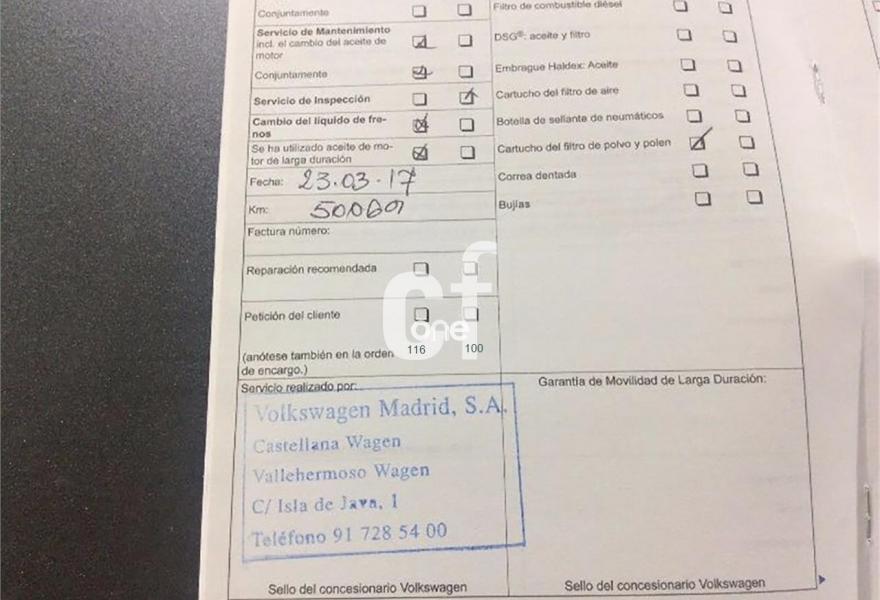 Conjuntamente
Servicio de Mantenimiento
incl. el cambio del aceite de
motor
Conjuntamente
Servicio de Inspección
Cambio del líquido de fre-
nos
Se ha utilizado aceite de mo-
tor de larga duración
Fecha: 23.03.17
Km:
Factura número:
Reparación recomendada
Petición del cliente
116 100
(anótese también en la orden
de encargo.)
Filtro de combustible diésel
DSG®: aceite y filtro
Embrague Haldex: Aceite
Cartucho del filtro de aire
Botella de sellante de neumáticos
Cartucho del filtro de polvo y polen
Correa dentada
Bujías
cf
one
Servicio realizado por:
Volkswagen Madrid, S.A.
Castellana Wagen
Vallehermoso Wagen
C/ Isla de Java, 1
Teléfono 91 728 54 00
Sello del concesionario Volkswagen
Garantía de Movilidad de Larga Duración:
Sello del concesionario Volkswagen